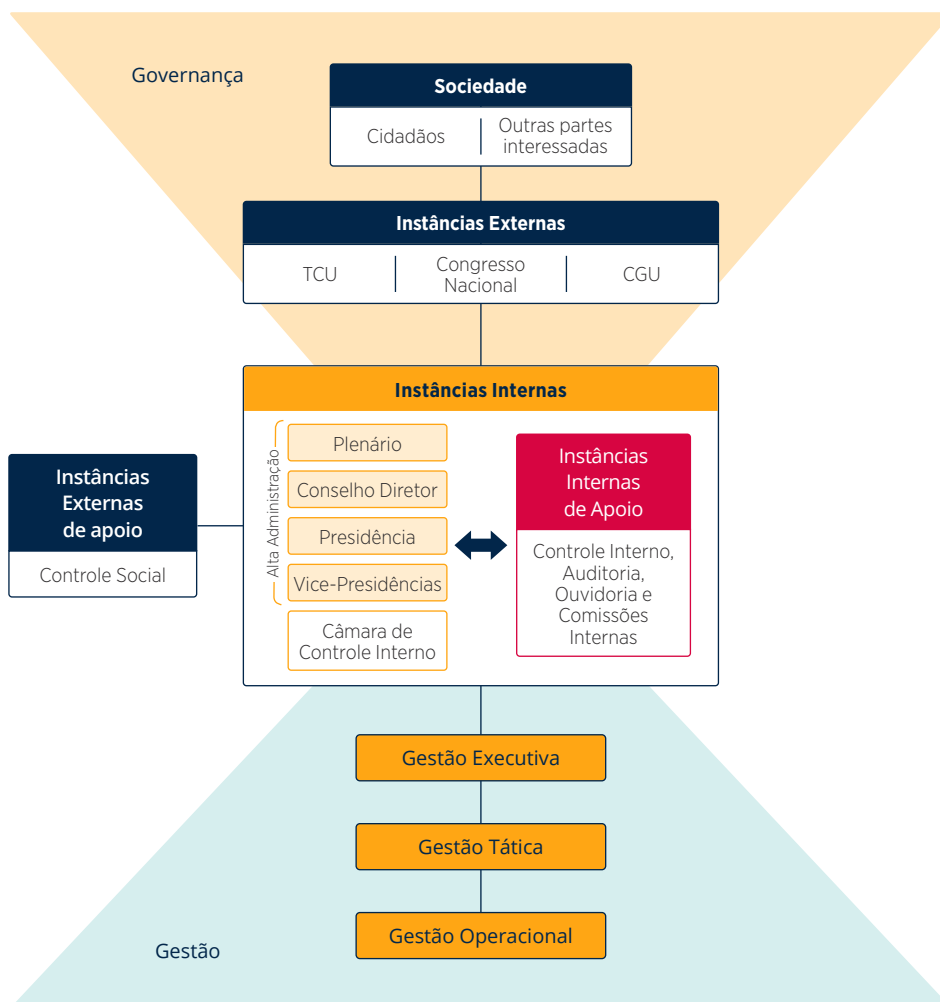 Governança
Sociedade
Cidadãos
Outras partes
interessadas
Instâncias Externas
TCU
Congresso
Nacional
CGU
Instâncias Internas
Alta Administração
Plenário
Conselho Diretor
Presidência
Vice-Presidências
Câmara de
Controle Interno
Instâncias
Internas
de Apoio
Controle Interno,
Auditoria,
Ouvidoria e
Comissões
Internas
Instâncias
Externas
de apoio
Controle Social
Gestão Executiva
Gestão Tática
Gestão Operacional
Gestão